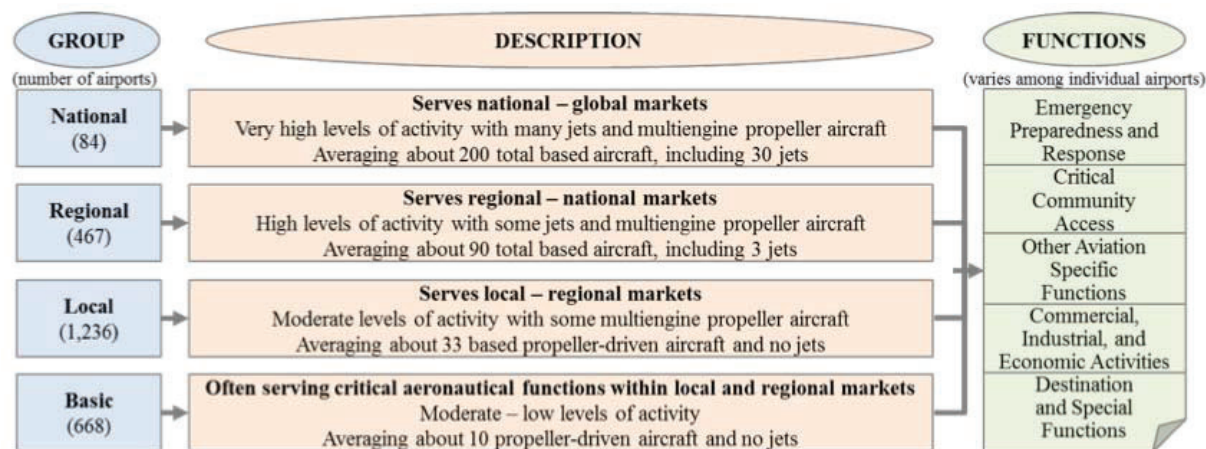 GROUP
(number of airports)
DESCRIPTION
FUNCTIONS
(varies among individual airports)
National
(84)
Serves national – global markets
Very high levels of activity with many jets and multiengine propeller aircraft
Averaging about 200 total based aircraft, including 30 jets
Regional
(467)
Serves regional – national markets
High levels of activity with some jets and multiengine propeller aircraft
Averaging about 90 total based aircraft, including 3 jets
Local
(1,236)
Serves local – regional markets
Moderate levels of activity with some multiengine propeller aircraft
Averaging about 33 based propeller-driven aircraft and no jets
Basic
(668)
Often serving critical aeronautical functions within local and regional markets
Moderate – low levels of activity
Averaging about 10 propeller-driven aircraft and no jets
Emergency
Preparedness and
Response
Critical
Community
Access
Other Aviation
Specific
Functions
Commercial,
Industrial, and
Economic Activities
Destination
and Special
Functions